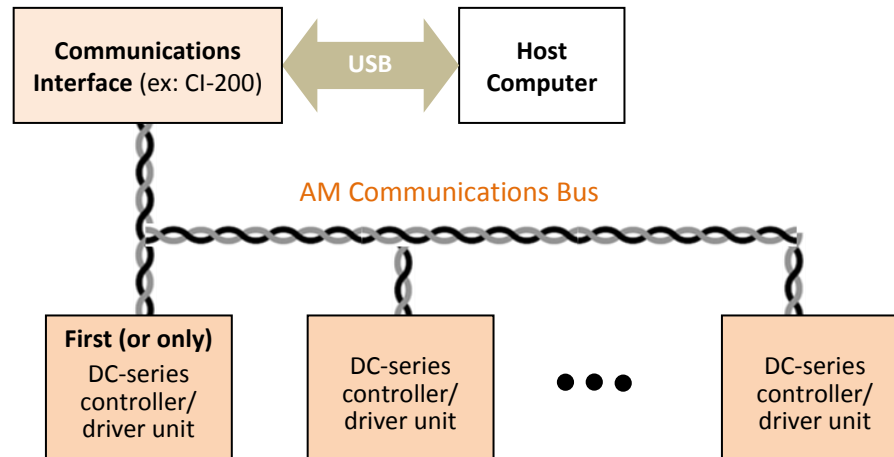 Communications
Interface (ex: CI-200)
USB
Host
Computer
AM Communications Bus
First (or only)
DC-series
controller/
driver unit
DC-series
controller/
driver unit
DC-series
controller/
driver unit